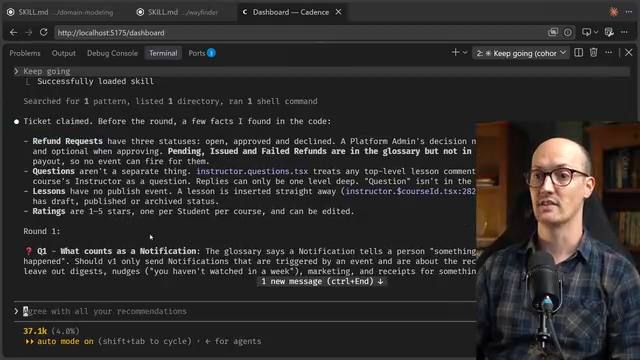 SKILL.md .../domain-modeling
SKILL.md .../wayfinder
Dashboard - Cadence
http://localhost:5175/dashboard
Problems Output Debug Console Terminal Ports 1
2: Keep going (cohor
> Keep going
Successfully loaded skill
Searched for 1 pattern, listed 1 directory, ran 1 shell command
● Ticket claimed. Before the round, a few facts I found in the code:
- Refund Requests have three statuses: open, approved and declined. A Platform Admin's decision n
and optional when approving. Pending, Issued and Failed Refunds are in the glossary but not in
payout, so no event can fire for them.
- Questions aren't a separate thing. instructor.questions.tsx treats any top-level lesson comment
course's Instructor as a question. Replies can only be one level deep. "Question" isn't in the
- Lessons have no publish event. A lesson is inserted straight away (instructor.$courseId.tsx:282
has draft, published or archived status.
- Ratings are 1–5 stars, one per Student per course, and can be edited.
Round 1:
❓ Q1 - What counts as a Notification: The glossary says a Notification tells a person "something
happened". Should v1 only send Notifications that are triggered by an event and are about the rec
leave out digests, nudges ("you haven't watched in a week"), marketing, and receipts for somethin
1 new message (ctrl+End) ↓
> Agree with all your recommendations
37.1k (4.0%)
⏵⏵ auto mode on (shift+tab to cycle) · ← for agents